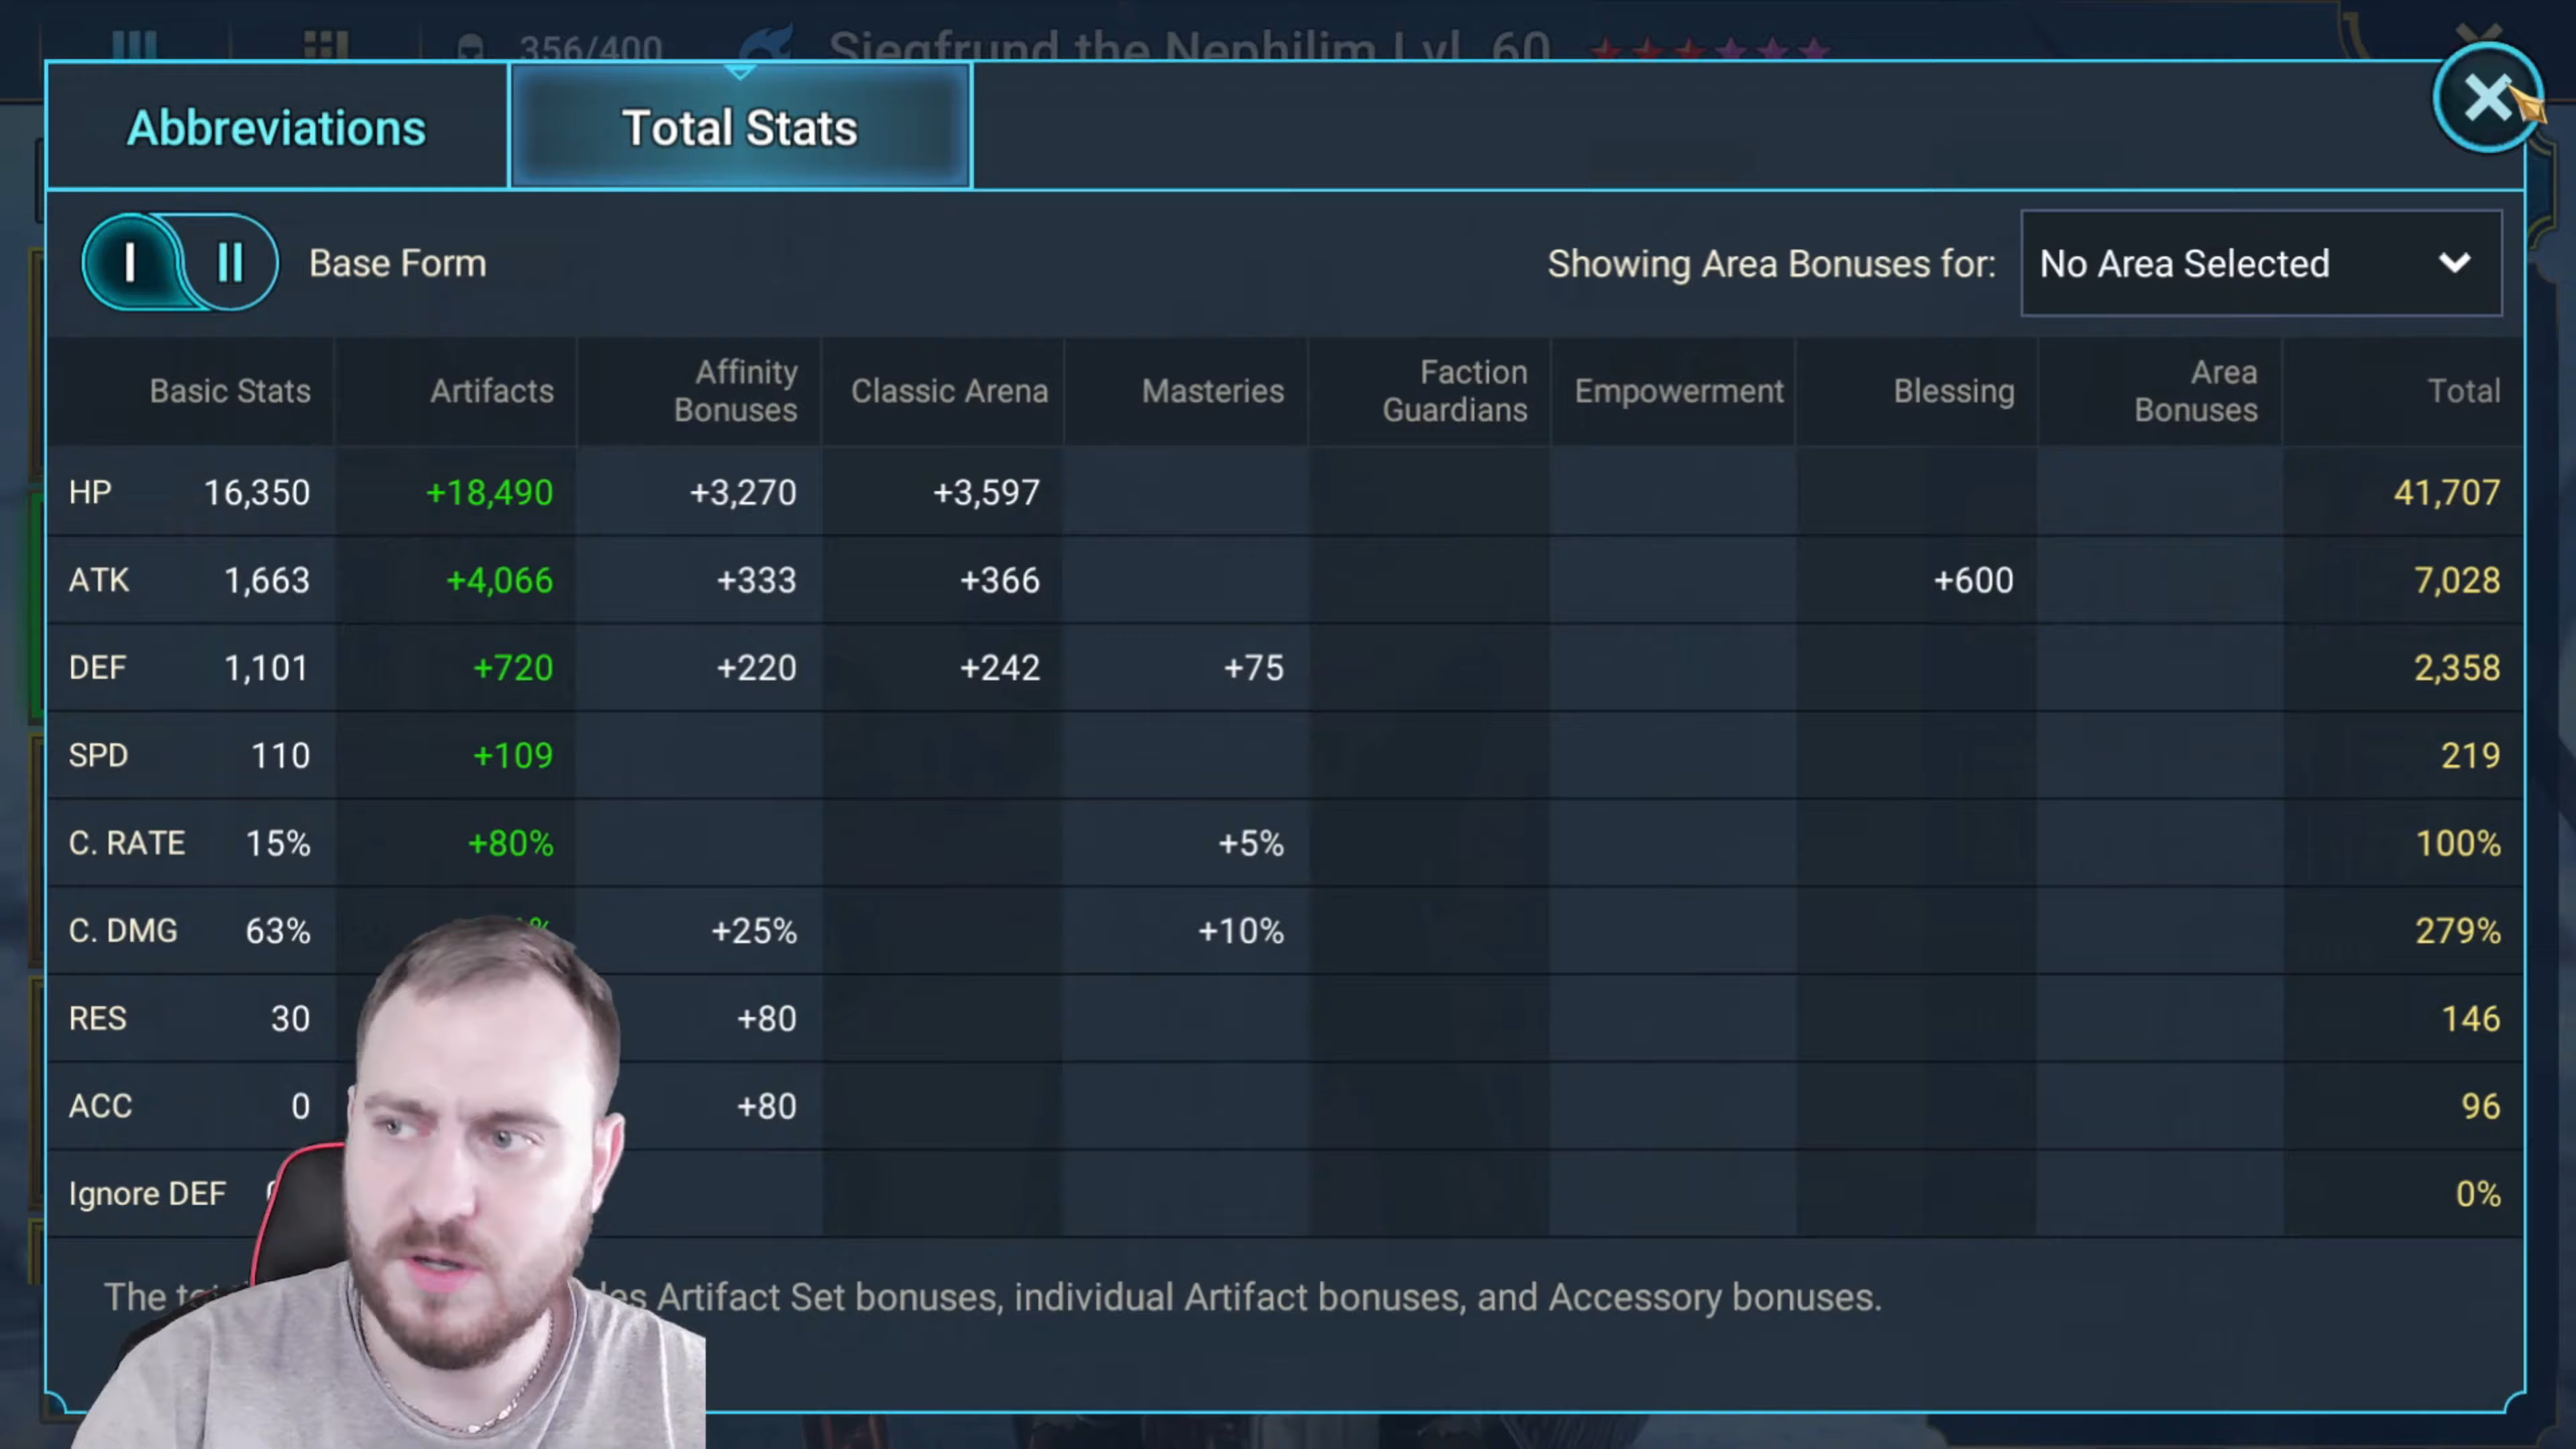 356/400 Siegfrund the Nephilim Lvl. 60
Abbreviations
Total Stats
I II Base Form
Showing Area Bonuses for: No Area Selected
Basic Stats Artifacts Affinity Bonuses Classic Arena Masteries Faction Guardians Empowerment Blessing Area Bonuses Total
HP 16,350 +18,490 +3,270 +3,597 41,707
ATK 1,663 +4,066 +333 +366 +600 7,028
DEF 1,101 +720 +220 +242 +75 2,358
SPD 110 +109 219
C. RATE 15% +80% +5% 100%
C. DMG 63% +25% +10% 279%
RES 30 +80 146
ACC 0 +80 96
Ignore DEF 0%
The Artifact Set bonuses, individual Artifact bonuses, and Accessory bonuses.